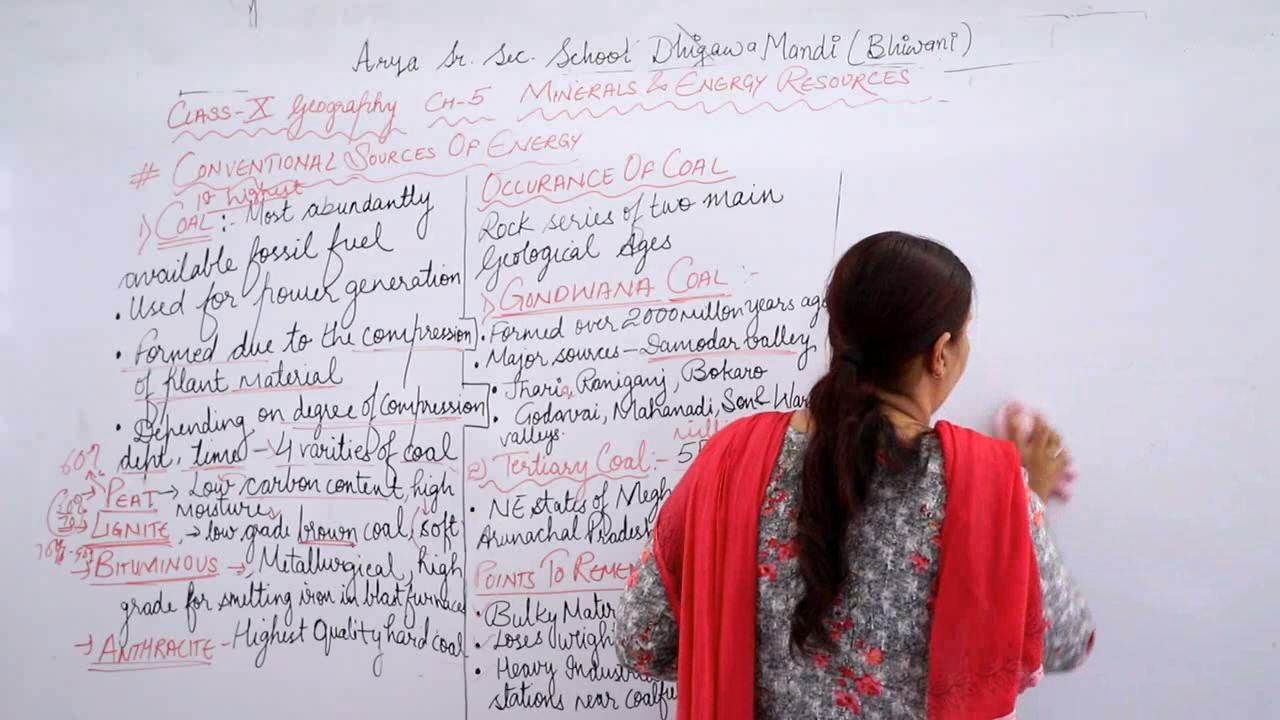 Arya Sr. Sec. School Dhigawa Mandi (Bhiwani)
CLASS-X Geography CH-5 MINERALS & ENERGY RESOURCES
# CONVENTIONAL SOURCES OF ENERGY
highest
1) COAL :- Most abundantly
available fossil fuel
• Used for power generation
• Formed due to the compression
of plant material
• Depending on degree of compression
dept, time - 4 varities of coal
60%
→ PEAT → Low carbon content, high
moisture
→ LIGNITE → low grade brown coal, soft
→ BITUMINOUS → Metallurgical, high
grade for smelting iron in blast furnaces
→ ANTHRACITE - Highest Quality hard coal
OCCURANCE OF COAL
Rock series of two main
Geological Ages
1) GONDWANA COAL :-
• Formed over 2000 millon years ago
• Major sources - Damodar valley
• Jharia, Raniganj, Bokaro
• Godavai, Mahanadi, Son &
valleys.
2) TERTIARY COAL :-
• NE states of
Arunachal Pradesh
POINTS TO
• Bulky
• Loses
• Heavy
stations near